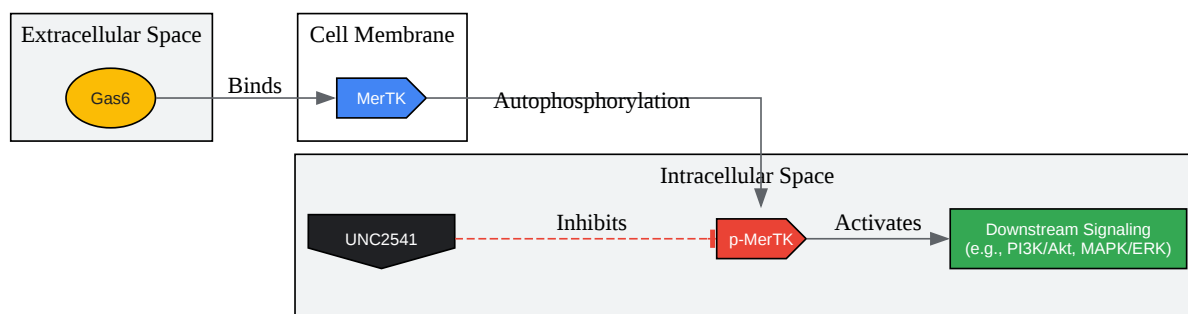 Extracellular Space
Cell Membrane
Gas6
Binds
MerTK
Autophosphorylation
Intracellular Space
UNC2541
Inhibits
p-MerTK
Activates
Downstream Signaling
(e.g., PI3K/Akt, MAPK/ERK)